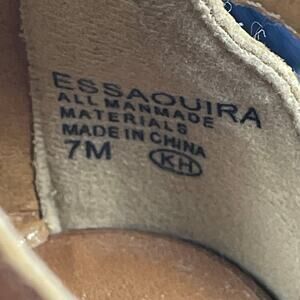 ESSAOUIRA
ALL MANMADE
MATERIALS
MADE IN CHINA
7M KH